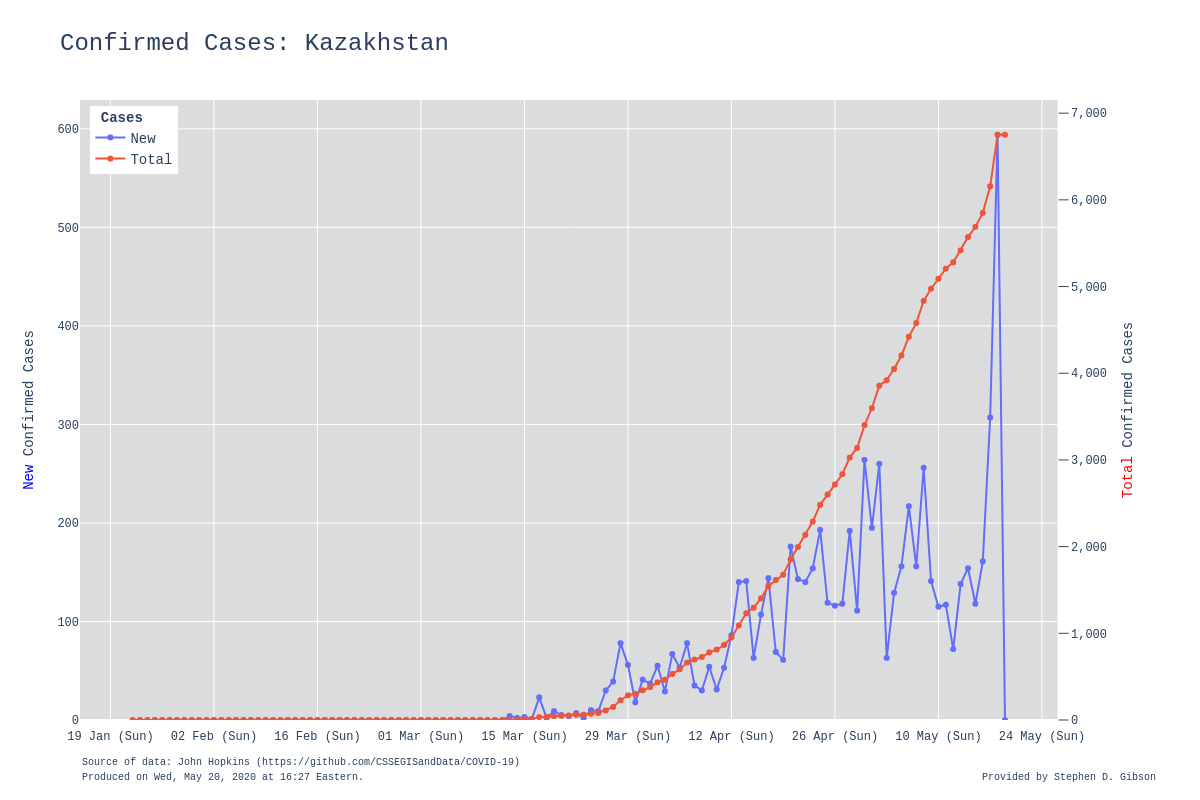 Confirmed Cases: Kazakhstan
Cases
New
Total
600
500
400
300
200
100
0
7,000
6,000
5,000
4,000
3,000
2,000
1,000
0
New Confirmed Cases
Total Confirmed Cases
19 Jan (Sun) 02 Feb (Sun) 16 Feb (Sun) 01 Mar (Sun) 15 Mar (Sun) 29 Mar (Sun) 12 Apr (Sun) 26 Apr (Sun) 10 May (Sun) 24 May (Sun)
Source of data: John Hopkins (https://github.com/CSSEGISandData/COVID-19)
Produced on Wed, May 20, 2020 at 16:27 Eastern.
Provided by Stephen D. Gibson